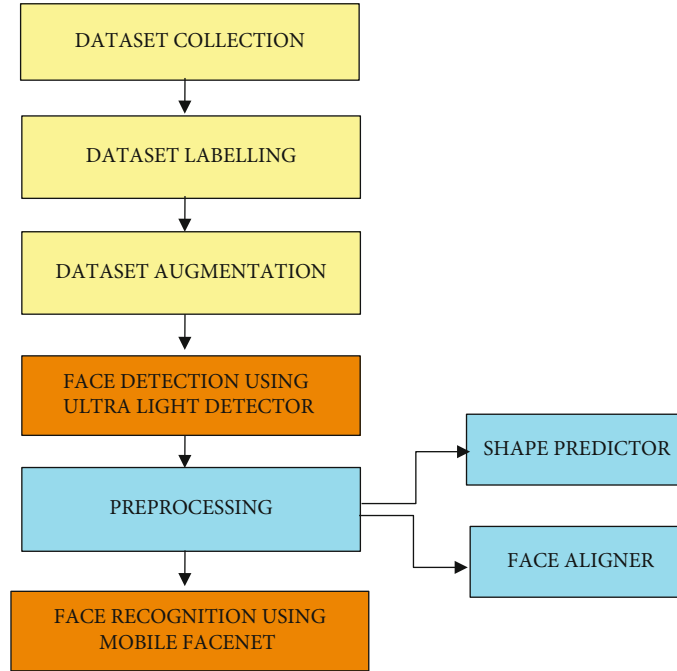 DATASET COLLECTION
DATASET LABELLING
DATASET AUGMENTATION
FACE DETECTION USING
ULTRA LIGHT DETECTOR
PREPROCESSING
SHAPE PREDICTOR
FACE ALIGNER
FACE RECOGNITION USING
MOBILE FACENET